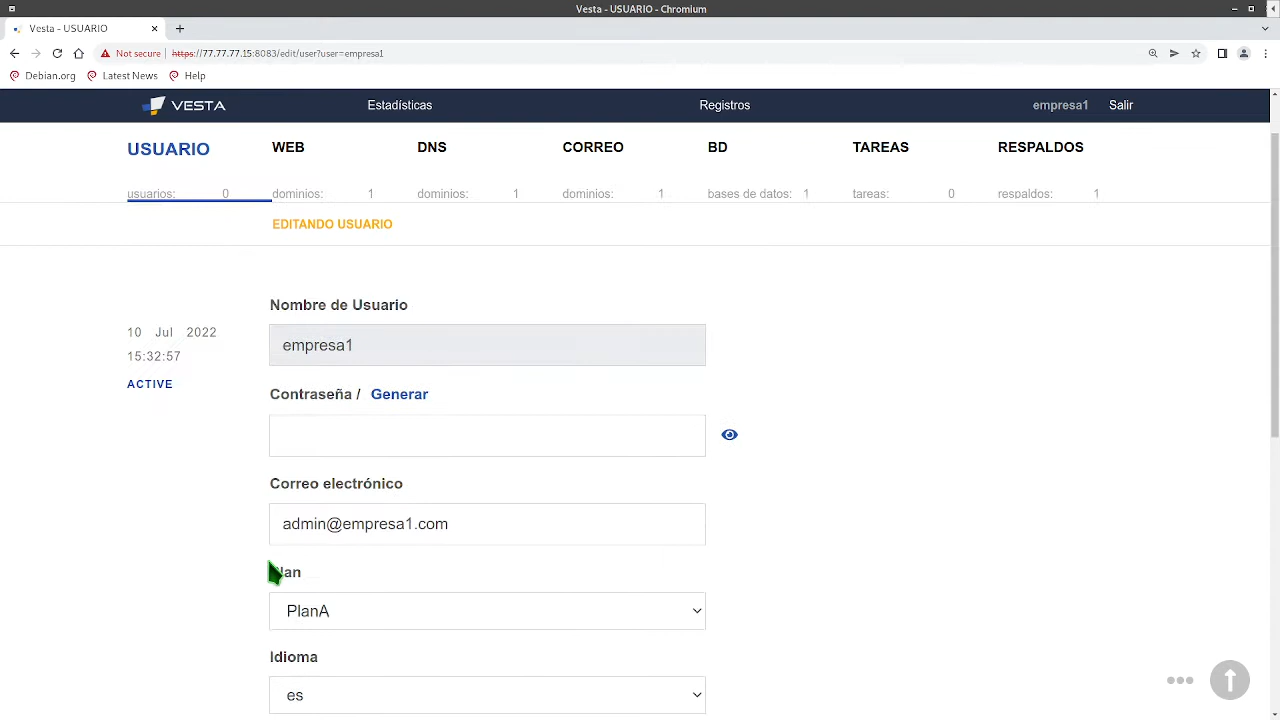 Vesta - USUARIO - Chromium
Vesta - USUARIO
Not secure https://77.77.77.15:8083/edit/user?user=empresa1
Debian.org Latest News Help
VESTA Estadísticas Registros empresa1 Salir
USUARIO WEB DNS CORREO BD TAREAS RESPALDOS
usuarios: 0 dominios: 1 dominios: 1 dominios: 1 bases de datos: 1 tareas: 0 respaldos: 1
EDITANDO USUARIO
Nombre de Usuario
10 Jul 2022
empresa1
15:32:57
ACTIVE
Contraseña / Generar
Correo electrónico
admin@empresa1.com
PlanA
Idioma
es